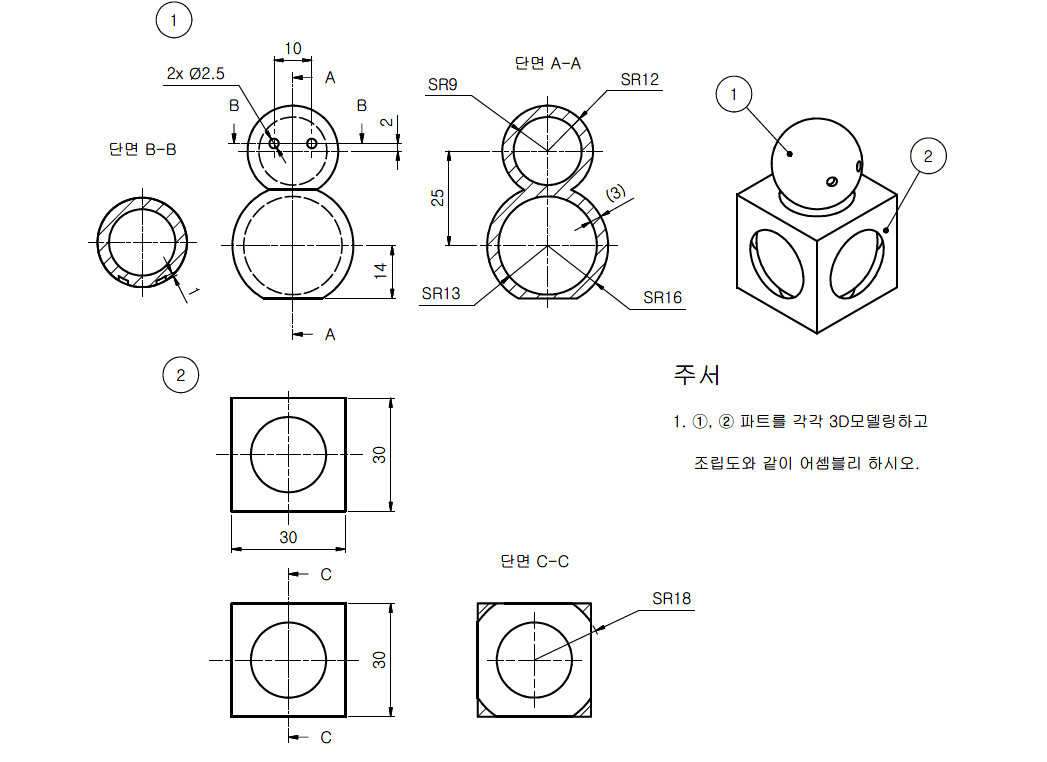 1
10
2x Ø2.5
A
B
B
2
단면 B-B
1
14
A
단면 A-A
SR9
SR12
25
(3)
SR13
SR16
1
2
2
30
30
주서
1. ①, ② 파트를 각각 3D모델링하고
조립도와 같이 어셈블리 하시오.
C
30
C
단면 C-C
SR18